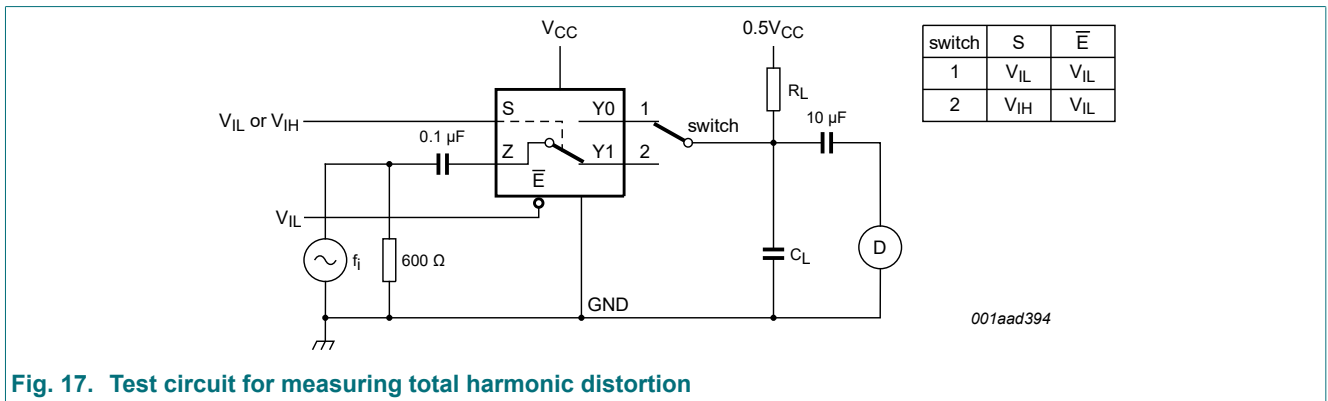 VCC
0.5VCC
switch S E̅
1 VIL VIL
2 VIH VIL
S Y0 1
RL
VIL or VIH
switch
10 μF
0.1 μF
Z Y1 2
E̅
VIL
fi
600 Ω
CL
D
GND
001aad394
Fig. 17. Test circuit for measuring total harmonic distortion